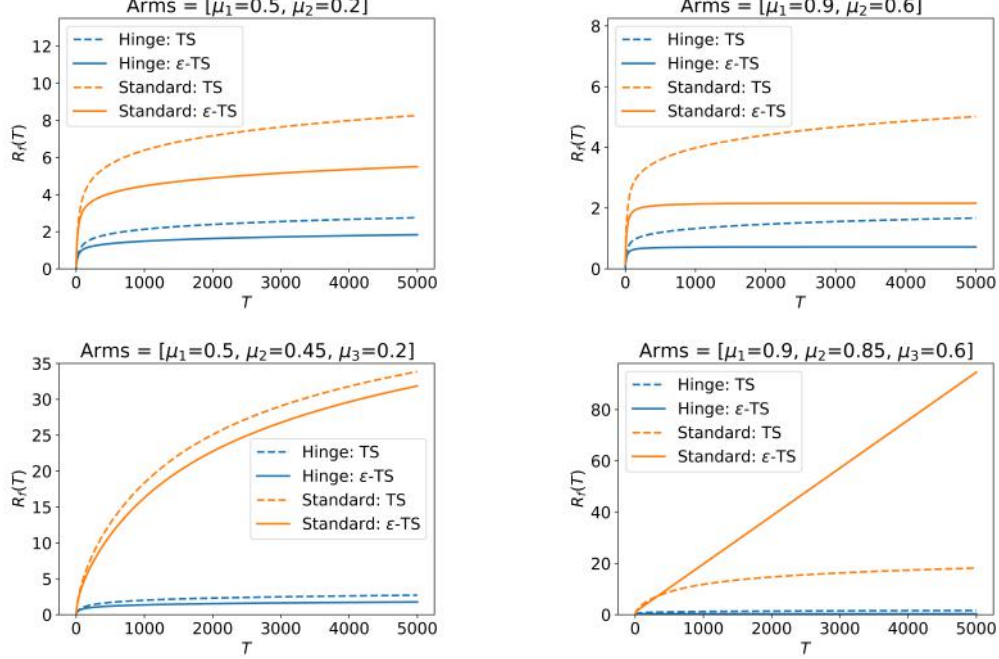 Arms = [μ₁=0.5, μ₂=0.2]
R_f(T)
12
10
8
6
4
2
0
Hinge: TS
Hinge: ε-TS
Standard: TS
Standard: ε-TS
0 1000 2000 3000 4000 5000
T
Arms = [μ₁=0.9, μ₂=0.6]
R_f(T)
8
6
4
2
0
Hinge: TS
Hinge: ε-TS
Standard: TS
Standard: ε-TS
0 1000 2000 3000 4000 5000
T
Arms = [μ₁=0.5, μ₂=0.45, μ₃=0.2]
R_f(T)
35
30
25
20
15
10
5
0
Hinge: TS
Hinge: ε-TS
Standard: TS
Standard: ε-TS
0 1000 2000 3000 4000 5000
T
Arms = [μ₁=0.9, μ₂=0.85, μ₃=0.6]
R_f(T)
80
60
40
20
0
Hinge: TS
Hinge: ε-TS
Standard: TS
Standard: ε-TS
0 1000 2000 3000 4000 5000
T